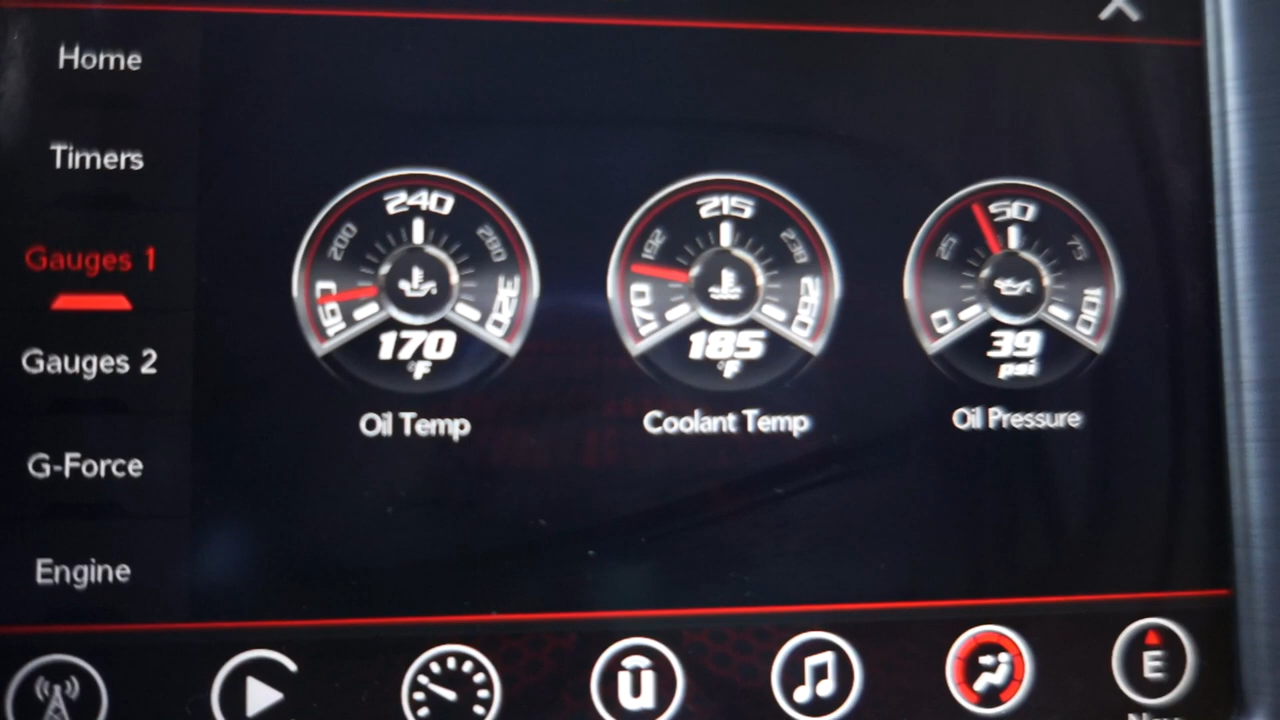 Home
Timers
Gauges 1
Gauges 2
G-Force
Engine
240
200
280
320
170
°F
Oil Temp
215
192
238
170
260
185
°F
Coolant Temp
50
25
75
0
100
39
psi
Oil Pressure
û
E